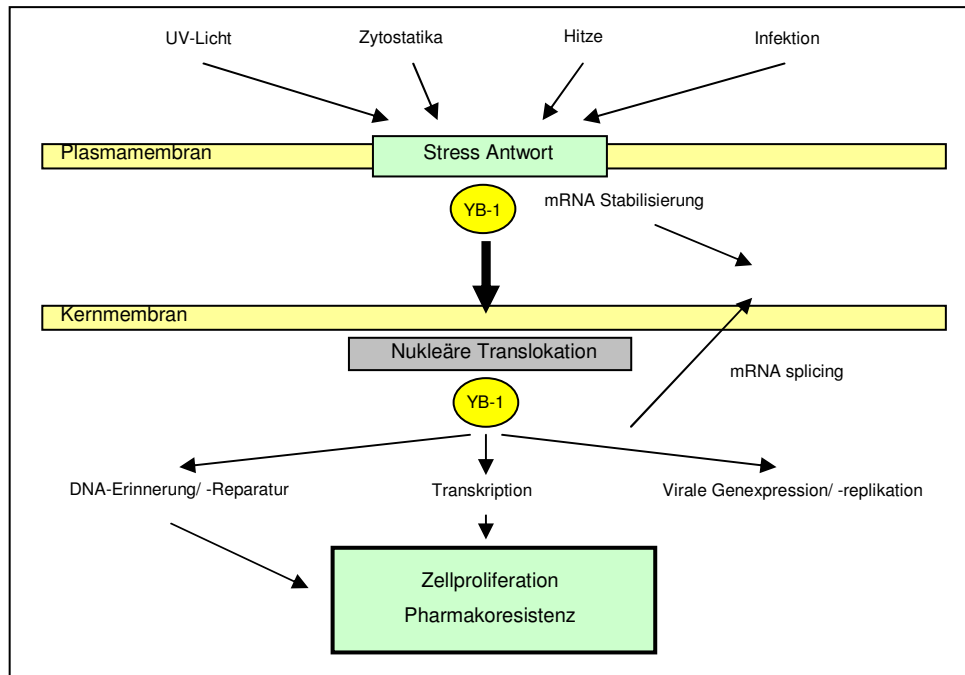 UV-Licht
Zytostatika
Hitze
Infektion
Plasmamembran
Stress Antwort
YB-1
mRNA Stabilisierung
Kernmembran
Nukleäre Translokation
YB-1
mRNA splicing
DNA-Erinnerung/ -Reparatur
Transkription
Virale Genexpression/ -replikation
Zellproliferation
Pharmakoresistenz